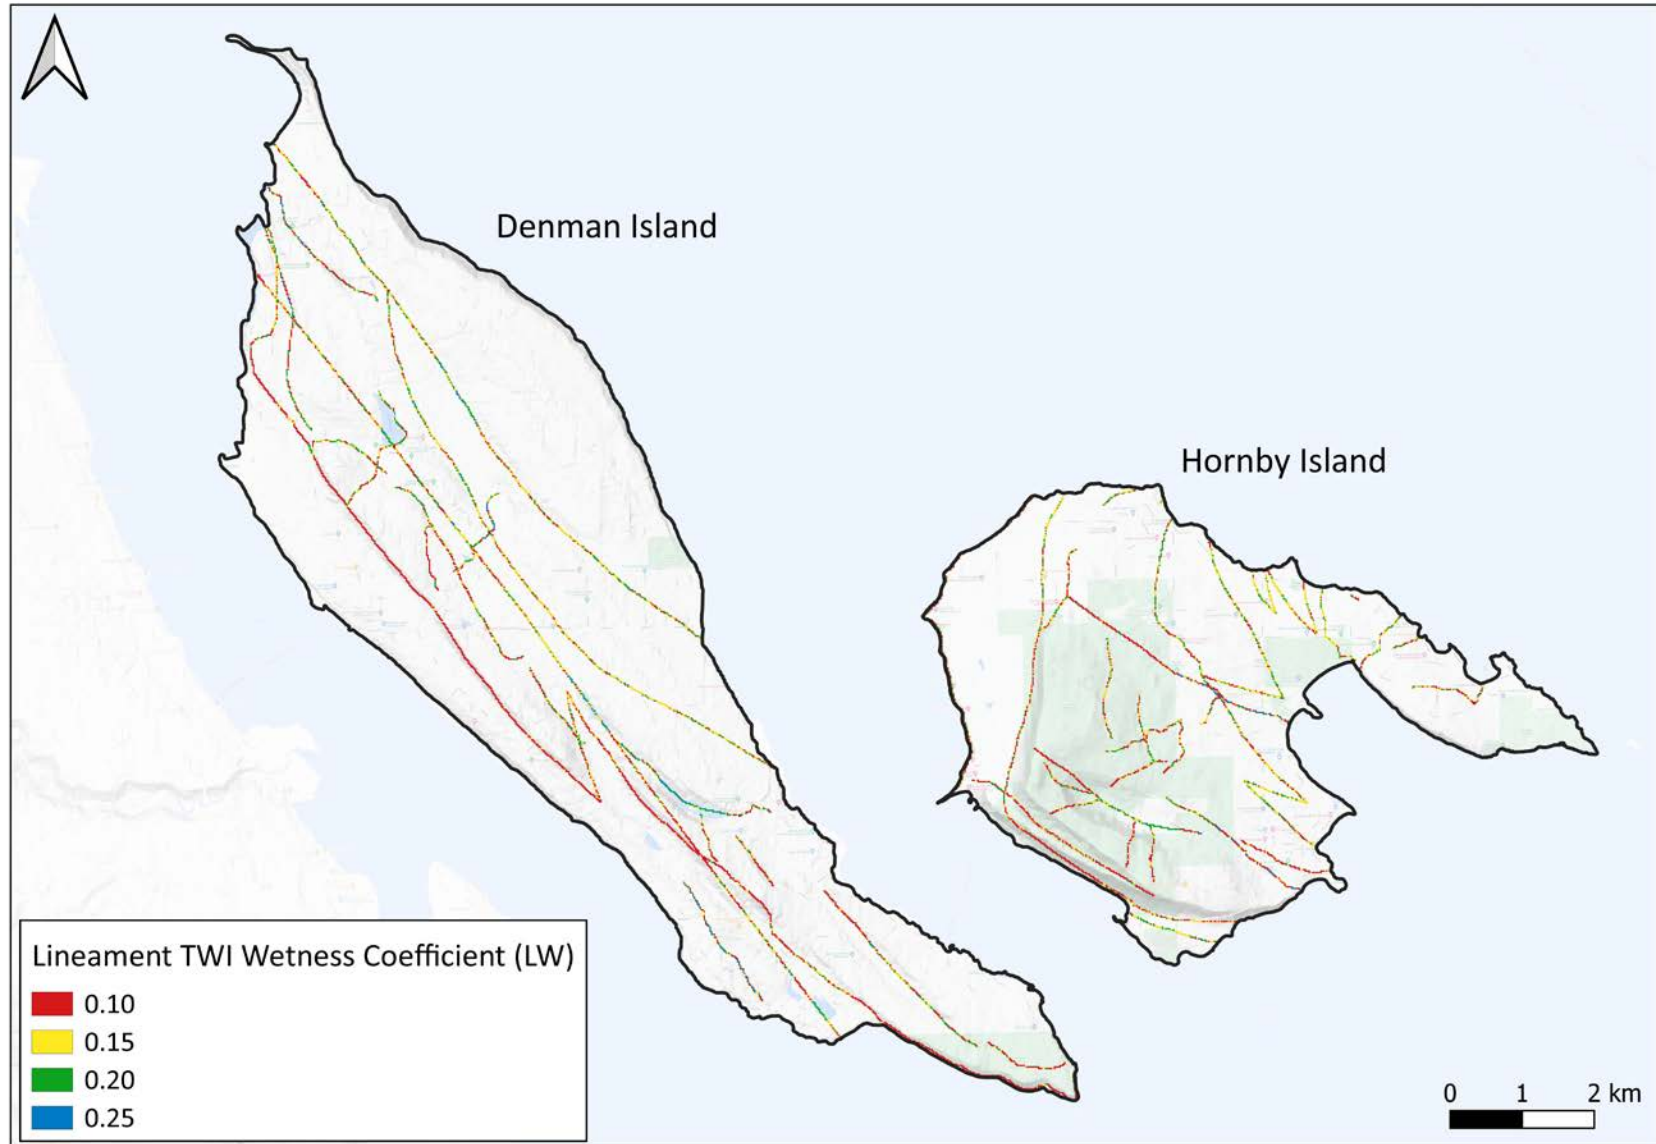 Denman Island
Hornby Island
Lineament TWI Wetness Coefficient (LW)
0.10
0.15
0.20
0.25
0 1 2 km